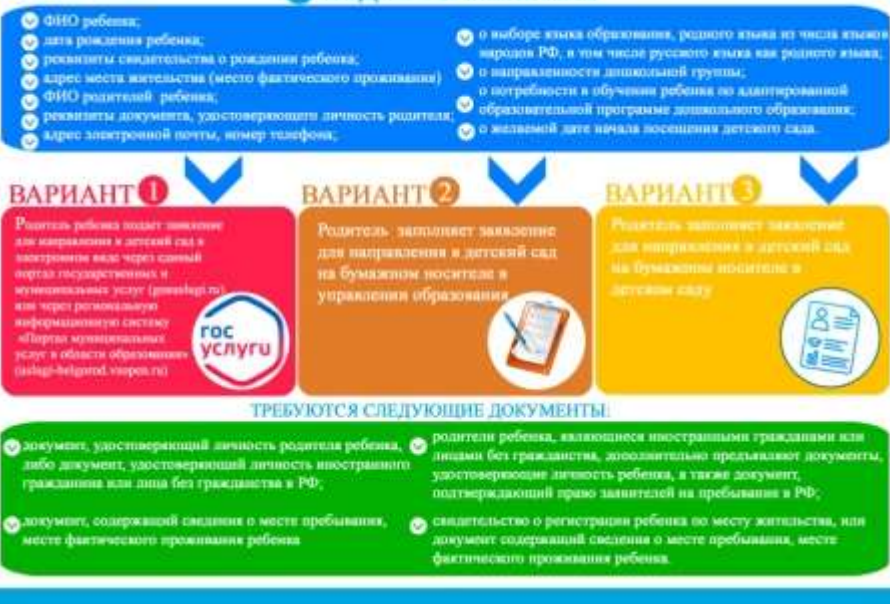 ФИО ребенка;
дата рождения ребенка;
реквизиты свидетельства о рождении ребенка;
адрес места жительства (место фактического проживания)
ФИО родителей ребенка;
реквизиты документа, удостоверяющего личность родителя;
адрес электронной почты, номер телефона;
о выборе языка образования, родного языка из числа языков
народов РФ, в том числе русского языка как родного языка;
о направленности дошкольной группы;
о потребности в обучении ребенка по адаптированной
образовательной программе дошкольного образования;
о желаемой дате начала посещения детского сада.
ВАРИАНТ 1
Родитель ребенка подает заявление
для направления в детский сад в
электронном виде через единый
портал государственных и
муниципальных услуг (gosuslugi.ru)
или через региональную
информационную систему
«Портал муниципальных
услуг в области образования»
(uslugi-belgorod.vsopen.ru)
гос
услуги
ВАРИАНТ 2
Родитель заполняет заявление
для направления в детский сад
на бумажном носителе в
управлении образования
ВАРИАНТ 3
Родитель заполняет заявление
для направления в детский сад
на бумажном носителе в
детском саду
ТРЕБУЮТСЯ СЛЕДУЮЩИЕ ДОКУМЕНТЫ:
документ, удостоверяющий личность родителя ребенка,
либо документ, удостоверяющий личность иностранного
гражданина или лица без гражданства в РФ;
документ, содержащий сведения о месте пребывания,
месте фактического проживания ребенка
родители ребенка, являющиеся иностранными гражданами или
лицами без гражданства, дополнительно предъявляют документы,
удостоверяющие личность ребенка, а также документ,
подтверждающий право заявителей на пребывание в РФ;
свидетельство о регистрации ребенка по месту жительства, или
документ содержащий сведения о месте пребывания, месте
фактического проживания ребенка.